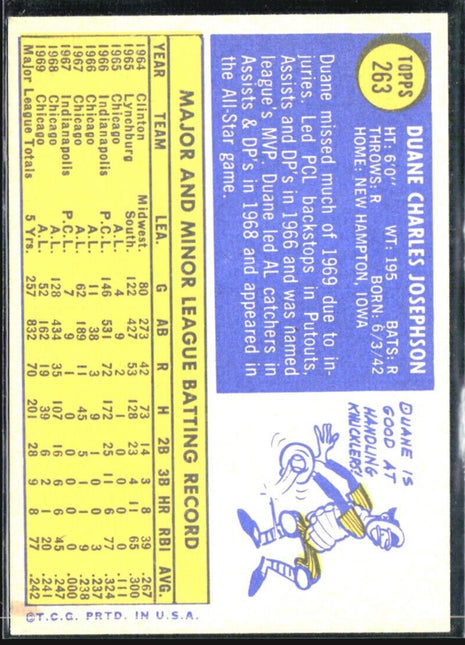 TOPPS
263
DUANE CHARLES JOSEPHSON
HT: 6'0" WT: 195 BATS: R
THROWS: R BORN: 6/3/42
HOME: NEW HAMPTON, IOWA
Duane missed much of 1969 due to in-
juries. Led PCL backstops in Putouts,
Assists and DP's in 1966 and was named
league's MVP. Duane led AL catchers in
Assists & DP's in 1968 and appeared in
the All-Star game.
DUANE IS
GOOD AT
HANDLING
KNUCKLERS!
MAJOR AND MINOR LEAGUE BATTING RECORD
YEAR TEAM LEA. G AB R H 2B 3B HR RBI AVG.
1964 Clinton Midwest. 80 273 42 73 14 3 8 39 .267
1965 Lynchburg South. 122 427 53 128 23 4 11 65 .300
1965 Chicago A.L. 4 9 2 1 0 0 0 0 .111
1966 Indianapolis P.C.L. 146 531 72 172 25 11 6 77 .324
1966 Chicago A.L. 11 38 3 9 1 0 0 3 .237
1967 Chicago A.L. 62 189 11 45 5 1 1 9 .238
1967 Indianapolis P.C.L. 7 9 0 0 0 0 .000
1968 Chicago A.L. 128 434 35 107 16 6 6 45 .247
1969 Chicago A.L. 52 162 19 39 6 2 1 20 .241
Major League Totals 5 Yrs. 257 832 70 201 28 9 8 77 .242
©T.C.G. PRTD. IN U.S.A.